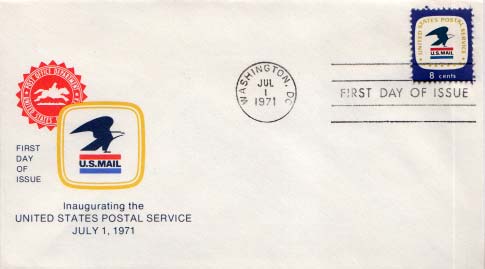 UNITED STATES POSTAL SERVICE
U.S.MAIL
8 cents
WASHINGTON, DC
JUL
1
1971
FIRST DAY OF ISSUE
POST OFFICE DEPARTMENT
UNITED STATES
FIRST
DAY
OF
ISSUE
U.S.MAIL
Inaugurating the
UNITED STATES POSTAL SERVICE
JULY 1, 1971